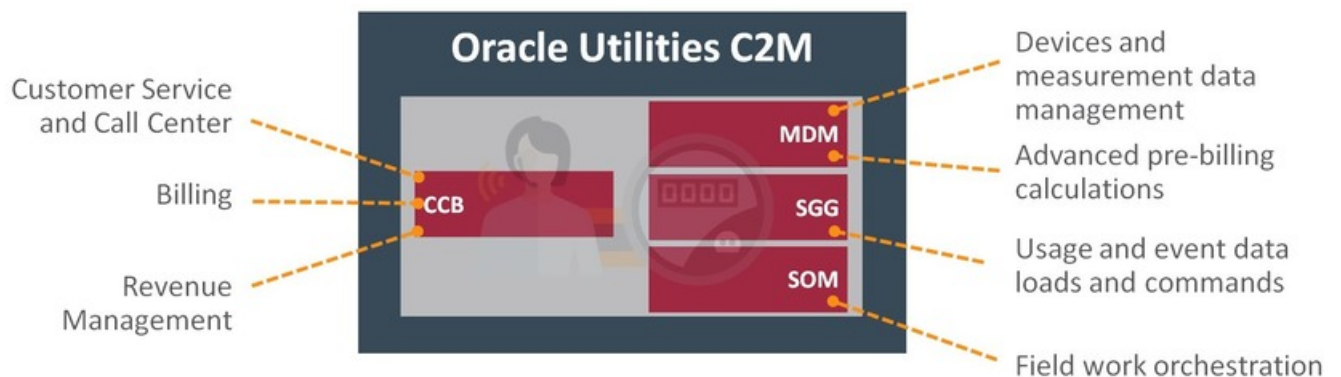 Oracle Utilities C2M
Customer Service
and Call Center
Billing
Revenue
Management
CCB
MDM
SGG
SOM
0000
Devices and
measurement data
management
Advanced pre-billing
calculations
Usage and event data
loads and commands
Field work orchestration